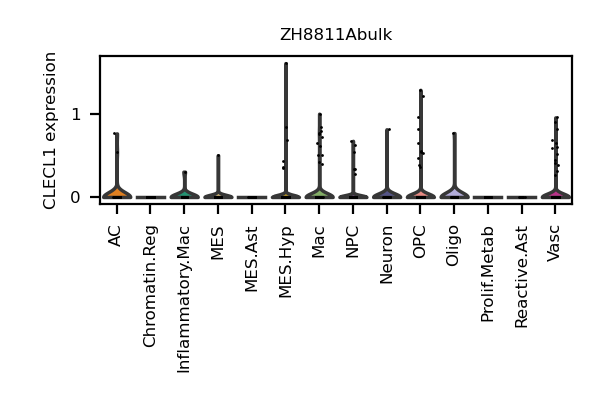 ZH8811Abulk
CLECL1 expression
1
0
AC
Chromatin.Reg
Inflammatory.Mac
MES
MES.Ast
MES.Hyp
Mac
NPC
Neuron
OPC
Oligo
Prolif.Metab
Reactive.Ast
Vasc